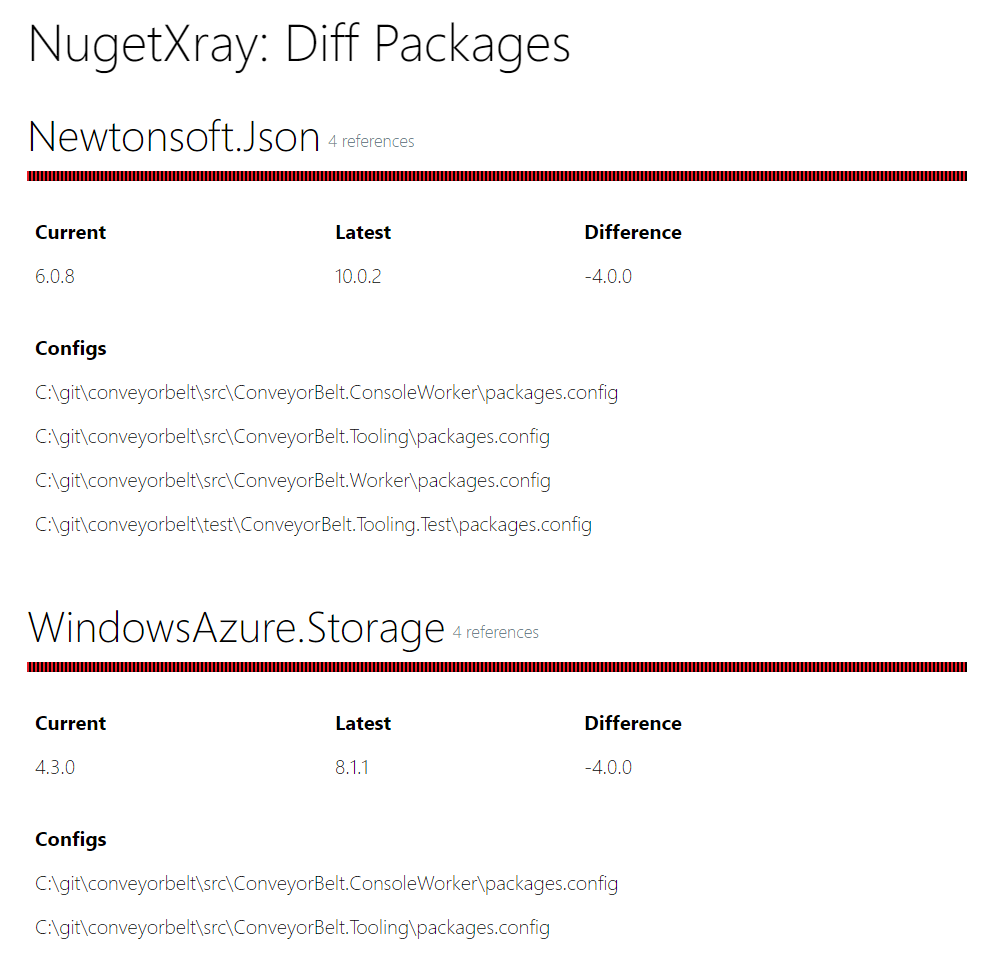 NugetXray: Diff Packages
Newtonsoft.Json 4 references
Current Latest Difference
6.0.8 10.0.2 -4.0.0
Configs
C:\git\conveyorbelt\src\ConveyorBelt.ConsoleWorker\packages.config
C:\git\conveyorbelt\src\ConveyorBelt.Tooling\packages.config
C:\git\conveyorbelt\src\ConveyorBelt.Worker\packages.config
C:\git\conveyorbelt\test\ConveyorBelt.Tooling.Test\packages.config
WindowsAzure.Storage 4 references
Current Latest Difference
4.3.0 8.1.1 -4.0.0
Configs
C:\git\conveyorbelt\src\ConveyorBelt.ConsoleWorker\packages.config
C:\git\conveyorbelt\src\ConveyorBelt.Tooling\packages.config